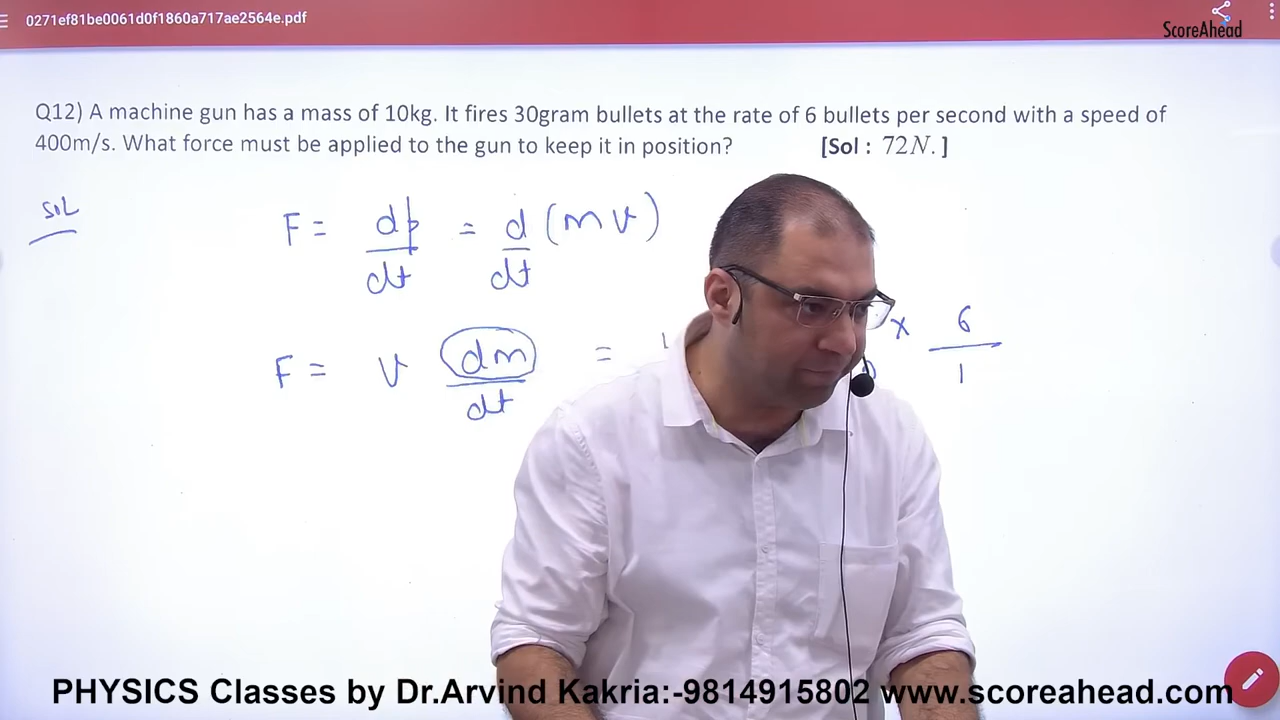 0271ef81be0061d0f1860a717ae2564e.pdf
ScoreAhead
Q12) A machine gun has a mass of 10kg. It fires 30gram bullets at the rate of 6 bullets per second with a speed of
400m/s. What force must be applied to the gun to keep it in position? [Sol : 72N. ]
Sol
F = dp/dt = d/dt (mv)
F = v dm/dt = x 6/1
PHYSICS Classes by Dr.Arvind Kakria:-9814915802 www.scoreahead.com